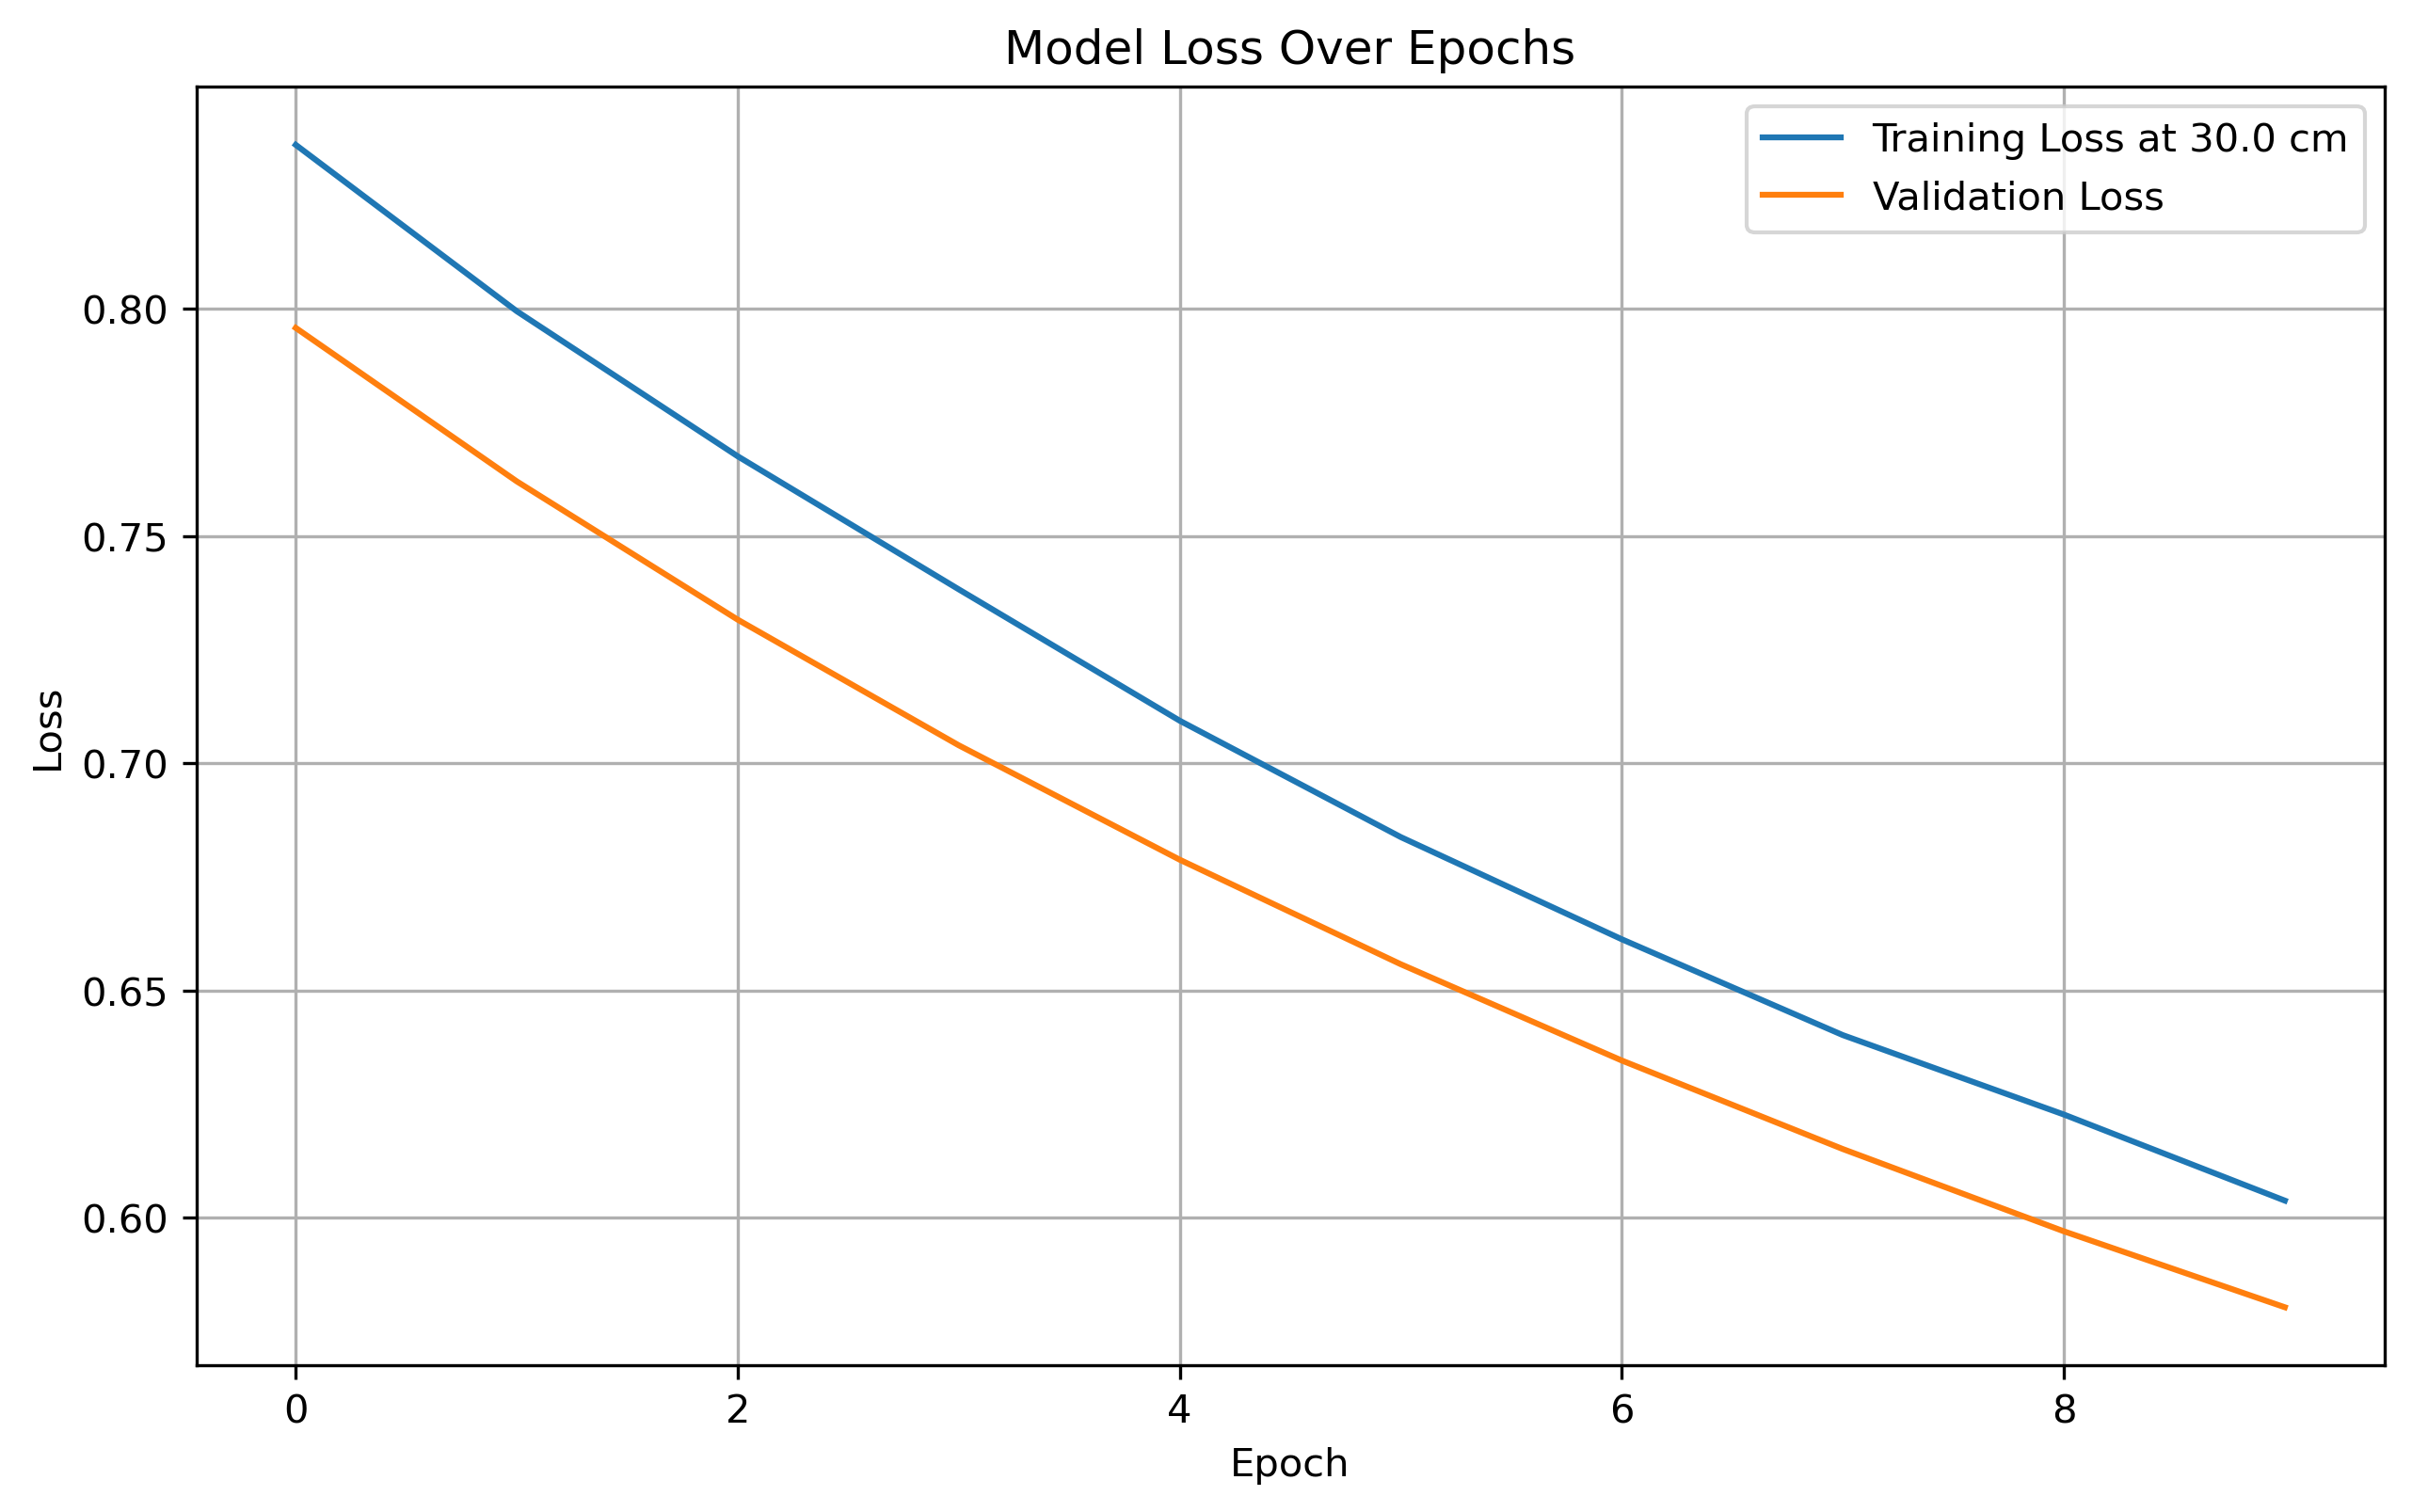 Model Loss Over Epochs
Training Loss at 30.0 cm
Validation Loss
Loss
0.80
0.75
0.70
0.65
0.60
0 2 4 6 8
Epoch